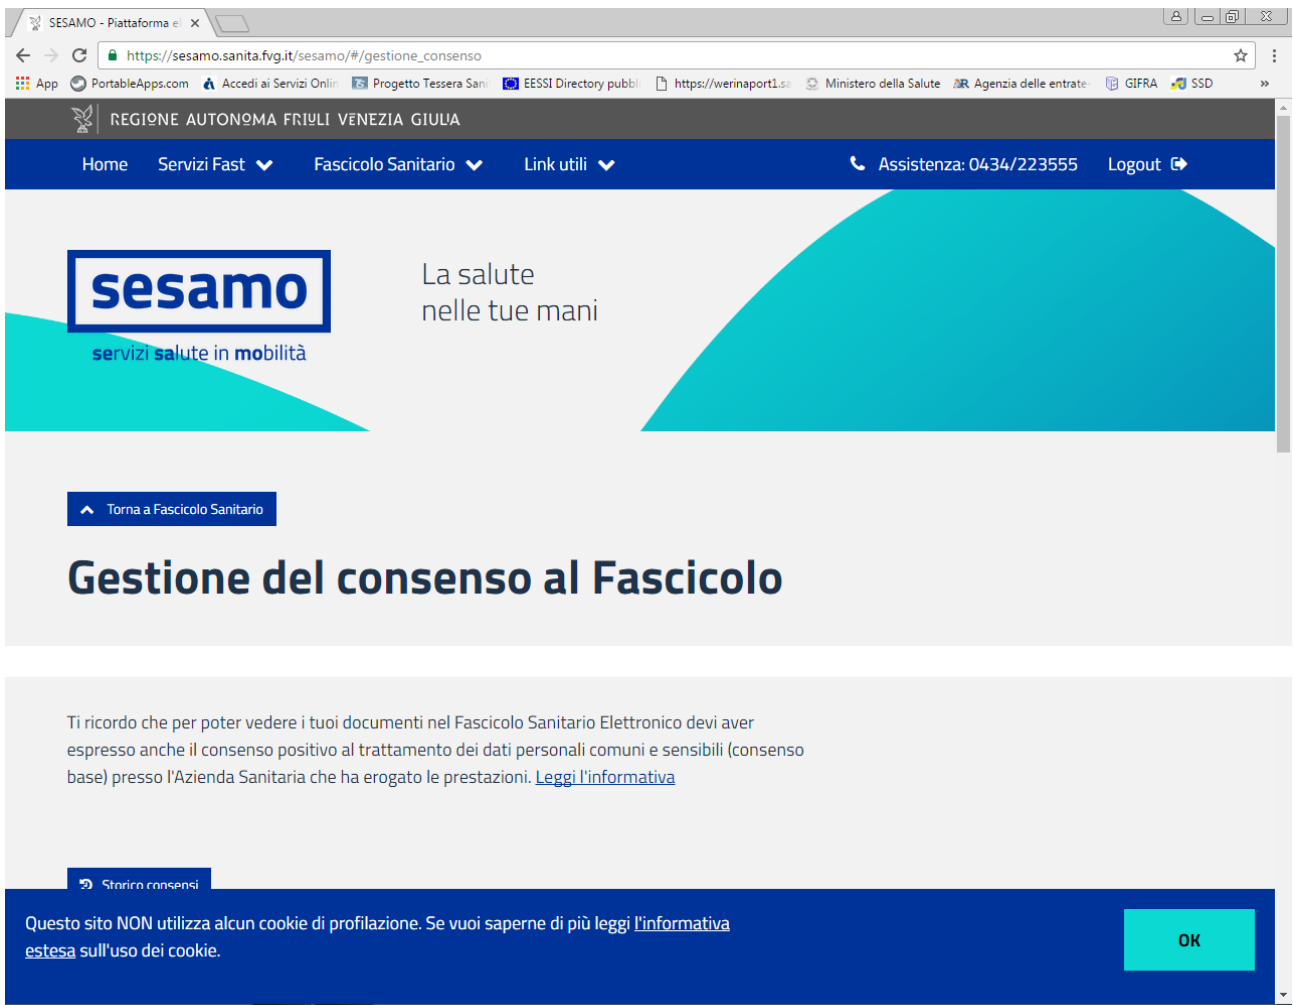 SESAMO - Piattaforma el
https://sesamo.sanita.fvg.it/sesamo/#/gestione_consenso
App PortableApps.com Accedi ai Servizi Onlin Progetto Tessera Sani EESSI Directory pubbli https://werinaport1.sa Ministero della Salute Agenzia delle entrate- GIFRA SSD »
REGIONE AUTONOMA FRIULI VENEZIA GIULIA
Home Servizi Fast Fascicolo Sanitario Link utili Assistenza: 0434/223555 Logout
sesamo
servizi salute in mobilità
La salute
nelle tue mani
Torna a Fascicolo Sanitario
Gestione del consenso al Fascicolo
Ti ricordo che per poter vedere i tuoi documenti nel Fascicolo Sanitario Elettronico devi aver
espresso anche il consenso positivo al trattamento dei dati personali comuni e sensibili (consenso
base) presso l'Azienda Sanitaria che ha erogato le prestazioni. Leggi l'informativa
Storico consensi
Questo sito NON utilizza alcun cookie di profilazione. Se vuoi saperne di più leggi l'informativa
estesa sull'uso dei cookie.
OK